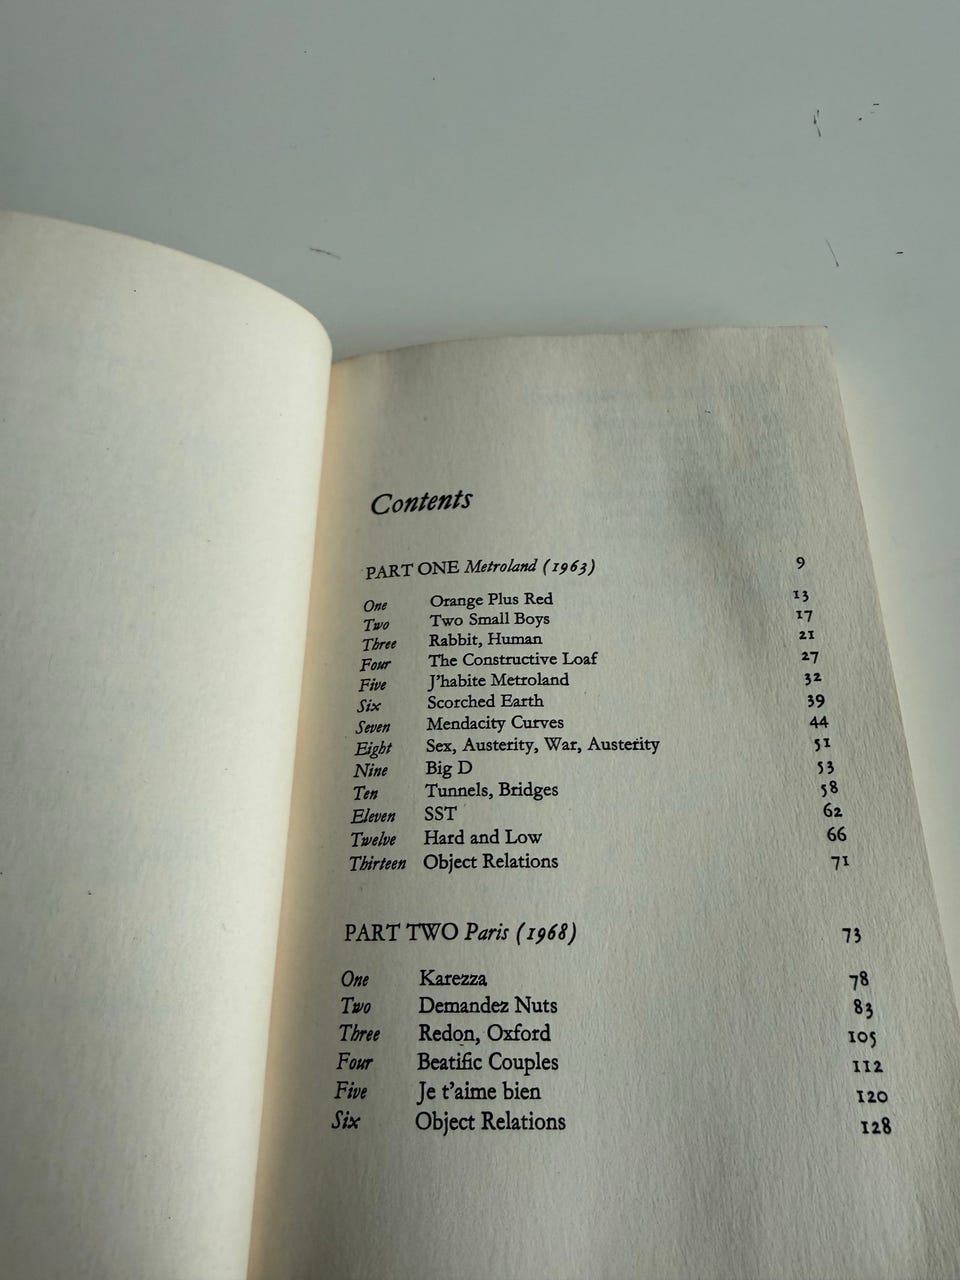 Contents
PART ONE Metroland (1963) 9
One Orange Plus Red 13
Two Two Small Boys 17
Three Rabbit, Human 21
Four The Constructive Loaf 27
Five J'habite Metroland 32
Six Scorched Earth 39
Seven Mendacity Curves 44
Eight Sex, Austerity, War, Austerity 51
Nine Big D 53
Ten Tunnels, Bridges 58
Eleven SST 62
Twelve Hard and Low 66
Thirteen Object Relations 71
PART TWO Paris (1968) 73
One Karezza 78
Two Demandez Nuts 83
Three Redon, Oxford 105
Four Beatific Couples 112
Five Je t'aime bien 120
Six Object Relations 128